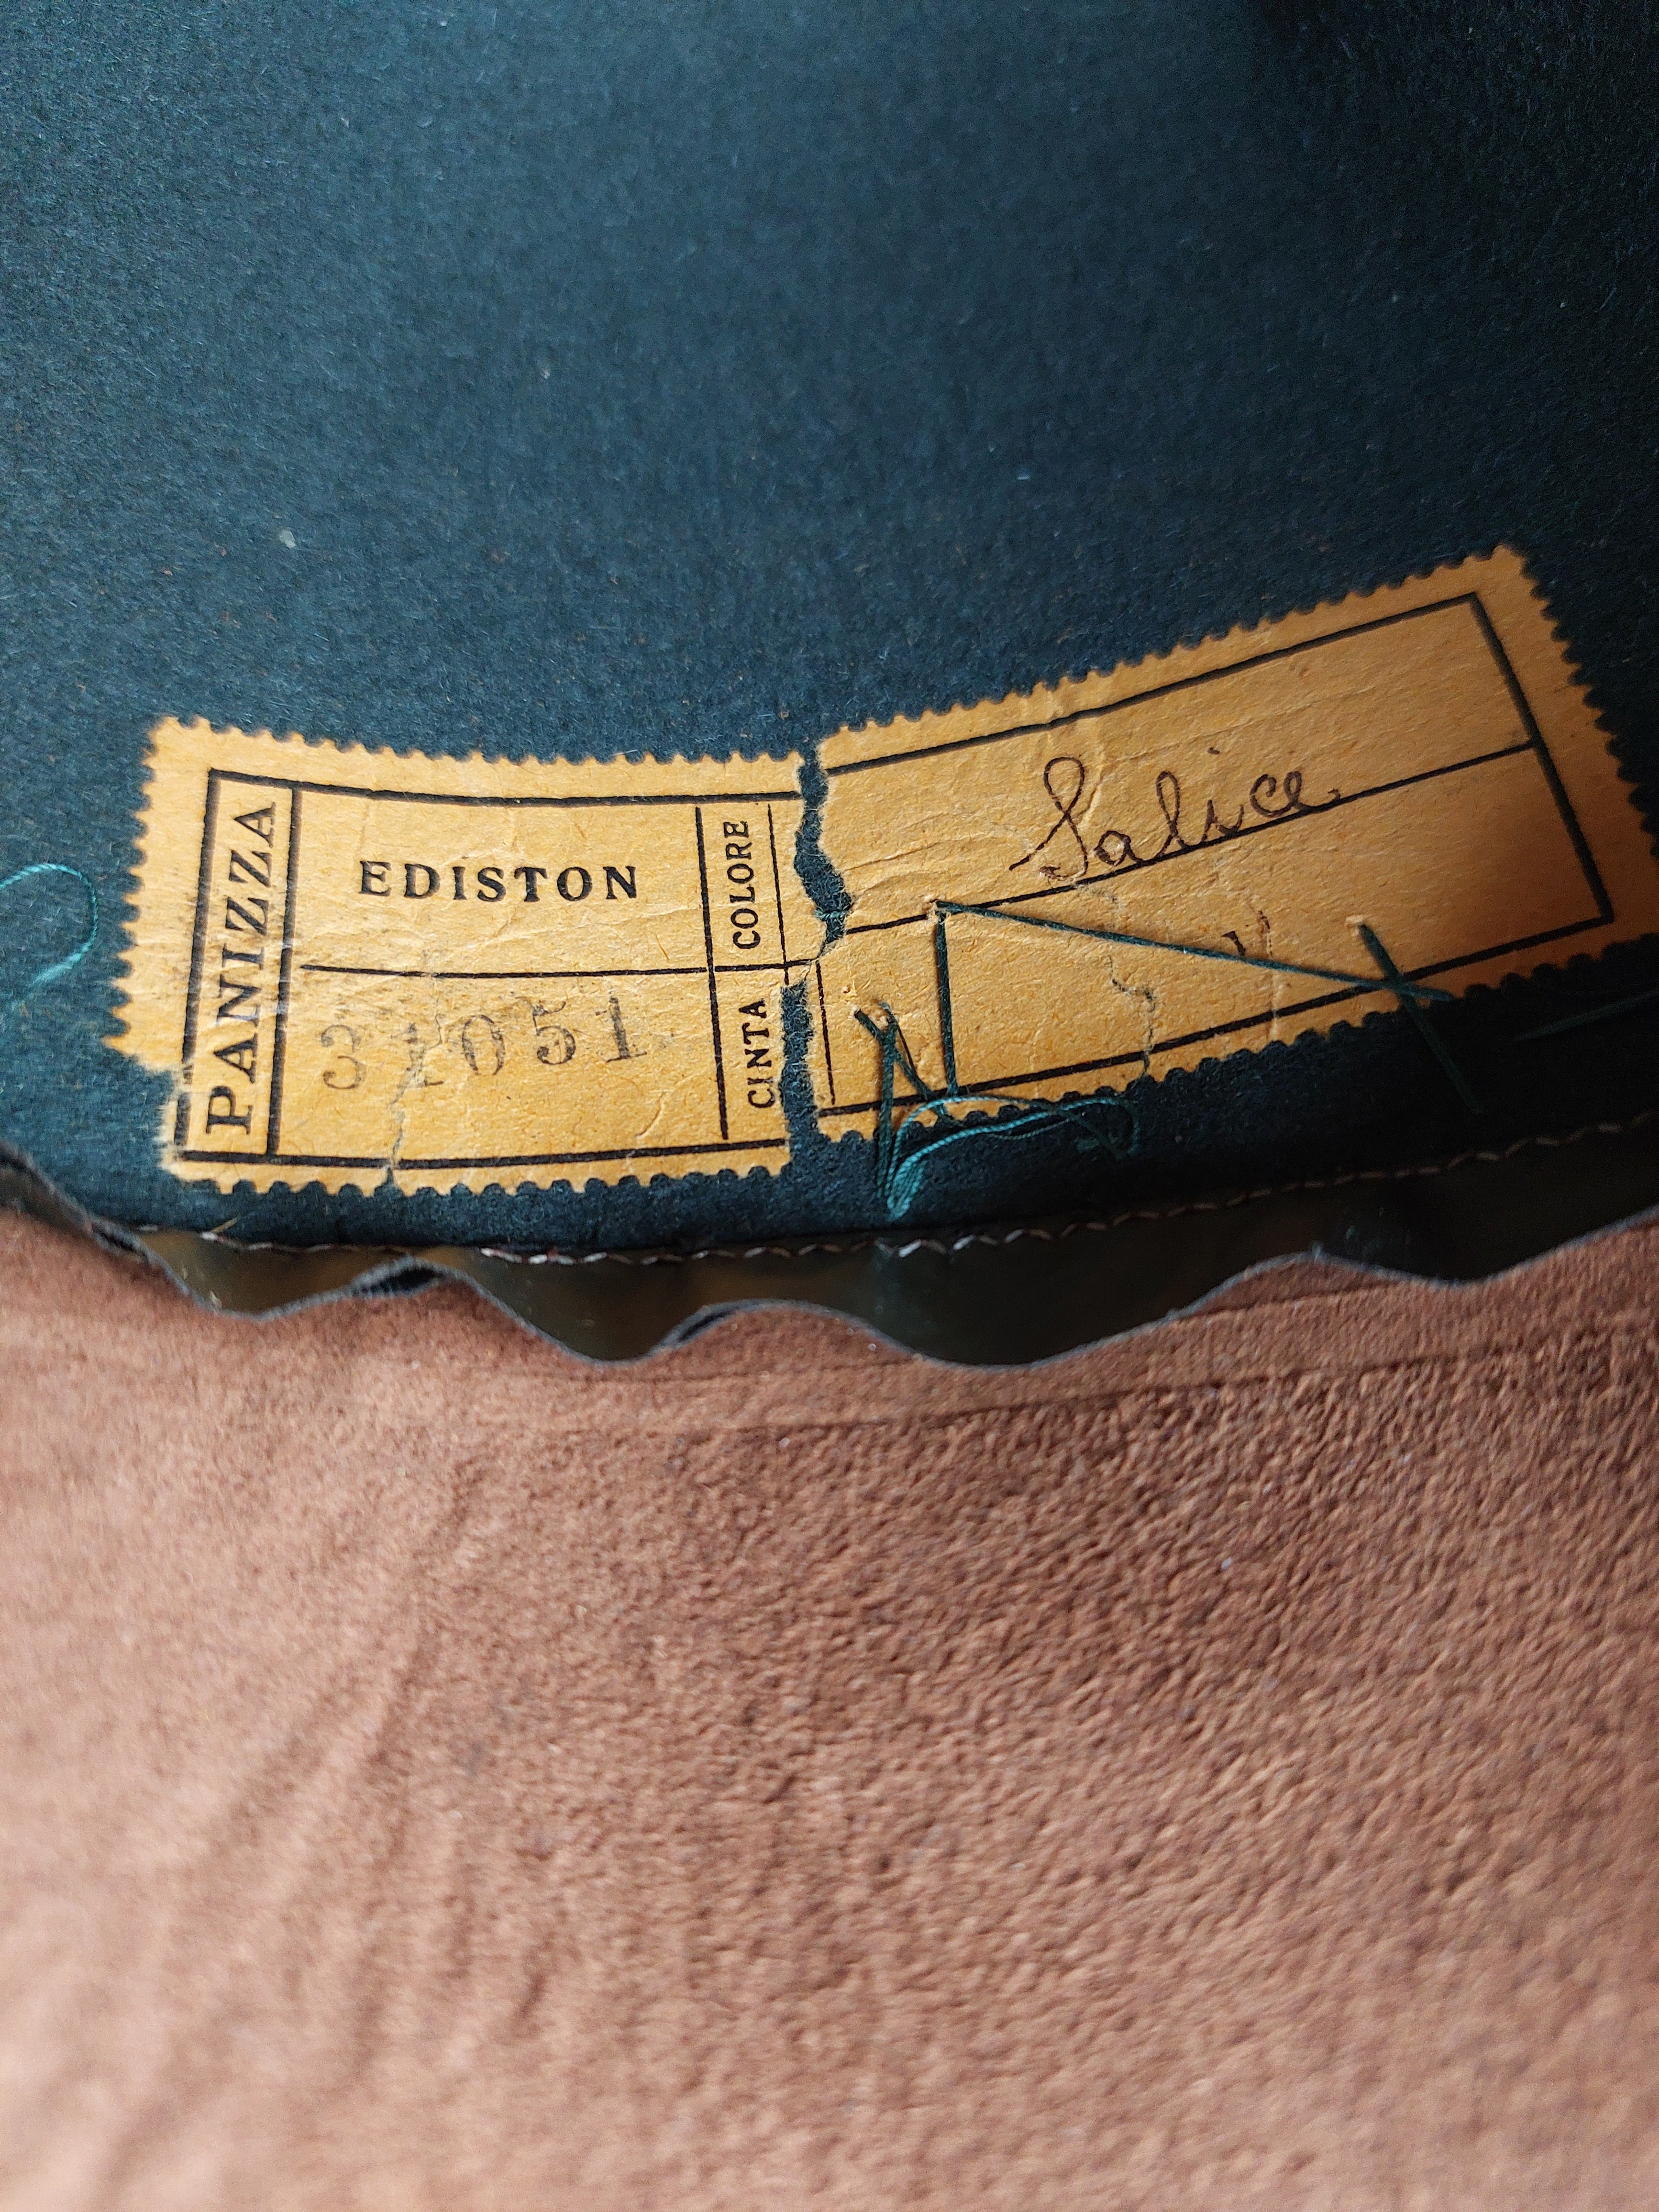 PANIZZA
EDISTON
31051
COLORE
Salice
CINTA